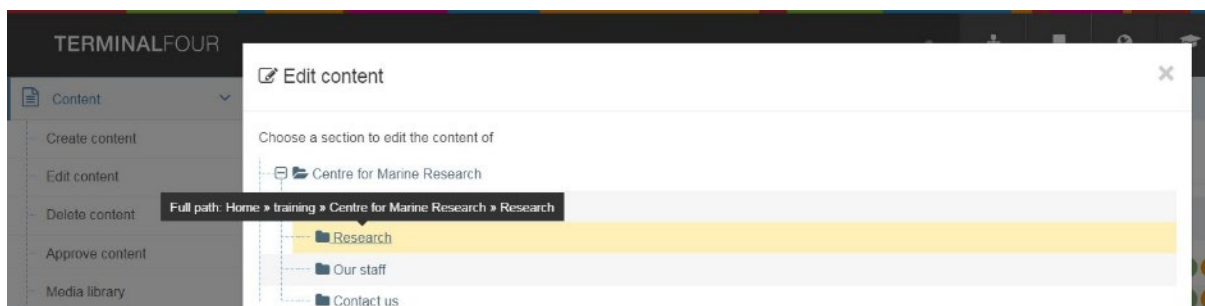 TERMINALFOUR
Content
Create content
Edit content
Delete content
Approve content
Media library
Edit content
Choose a section to edit the content of
Centre for Marine Research
Full path: Home » training » Centre for Marine Research » Research
Research
Our staff
Contact us